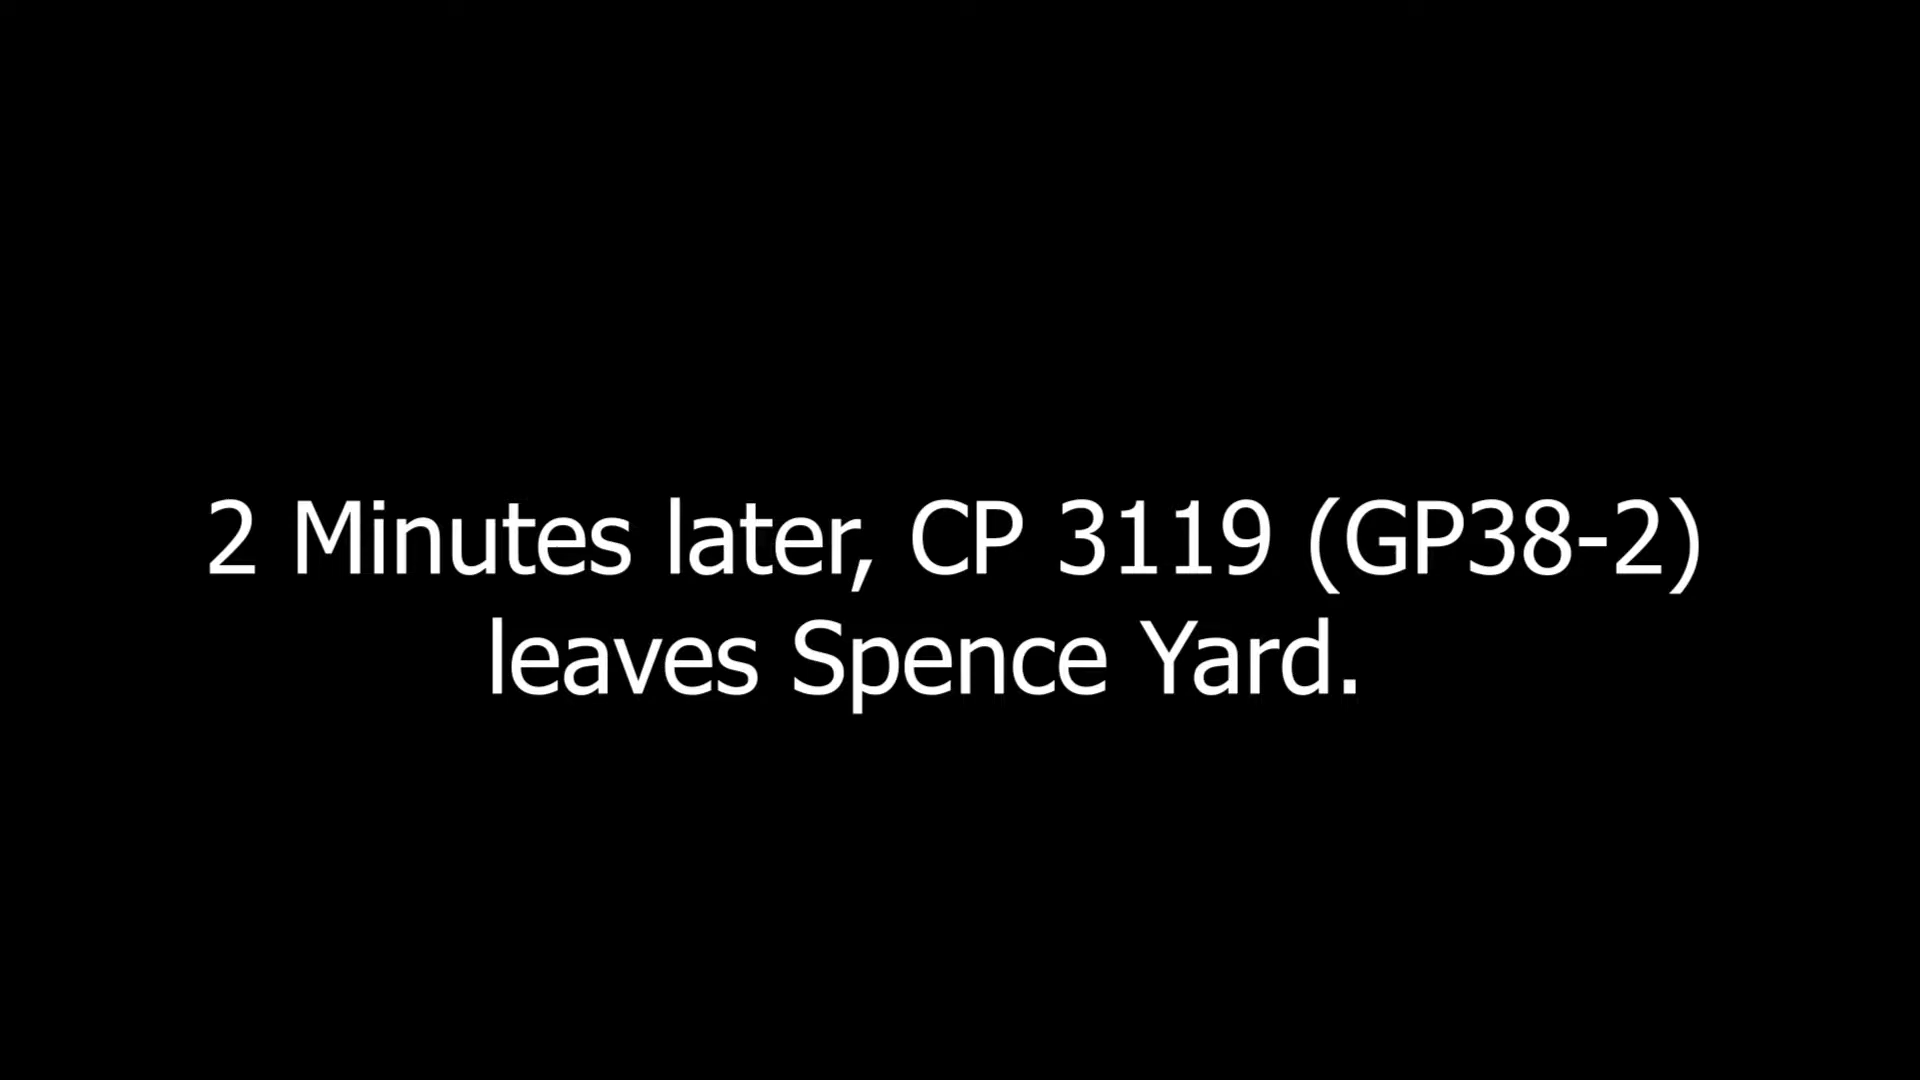 2 Minutes later, CP 3119 (GP38-2)
leaves Spence Yard.